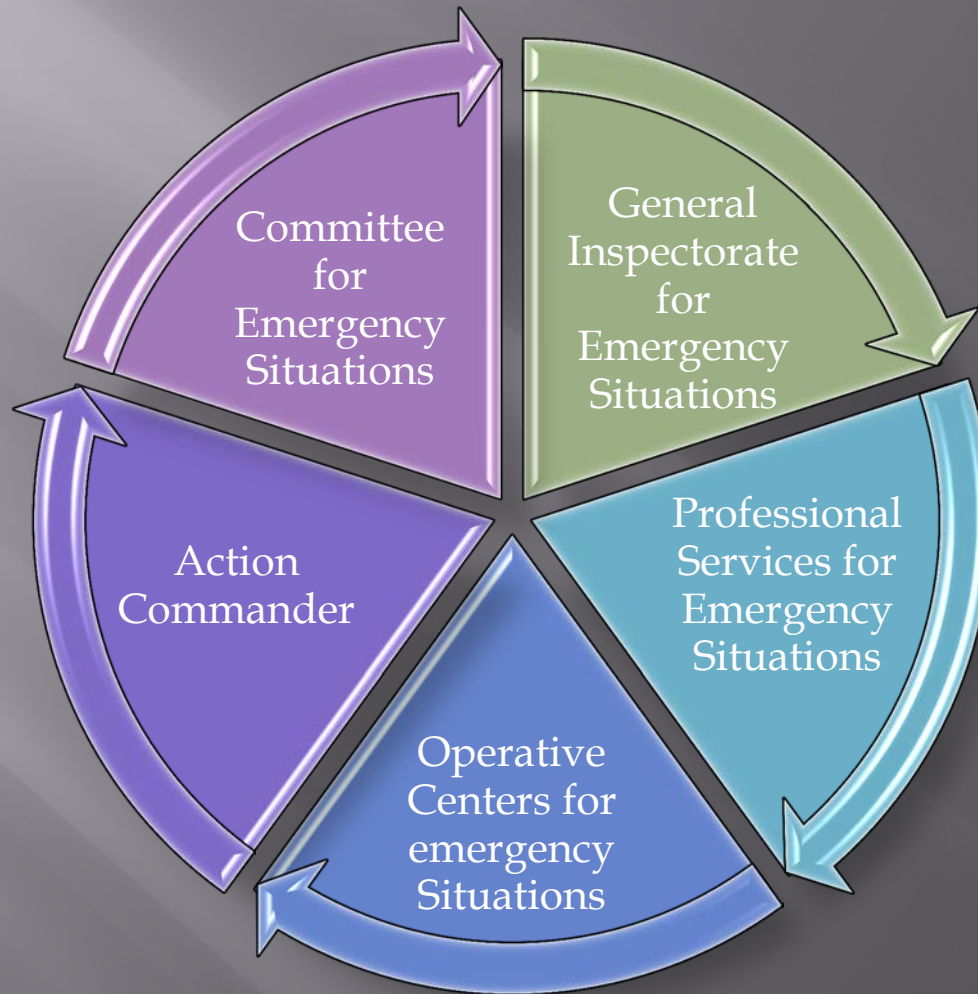 Committee
for
Emergency
Situations
General
Inspectorate
for
Emergency
Situations
Professional
Services for
Emergency
Situations
Operative
Centers for
emergency
Situations
Action
Commander